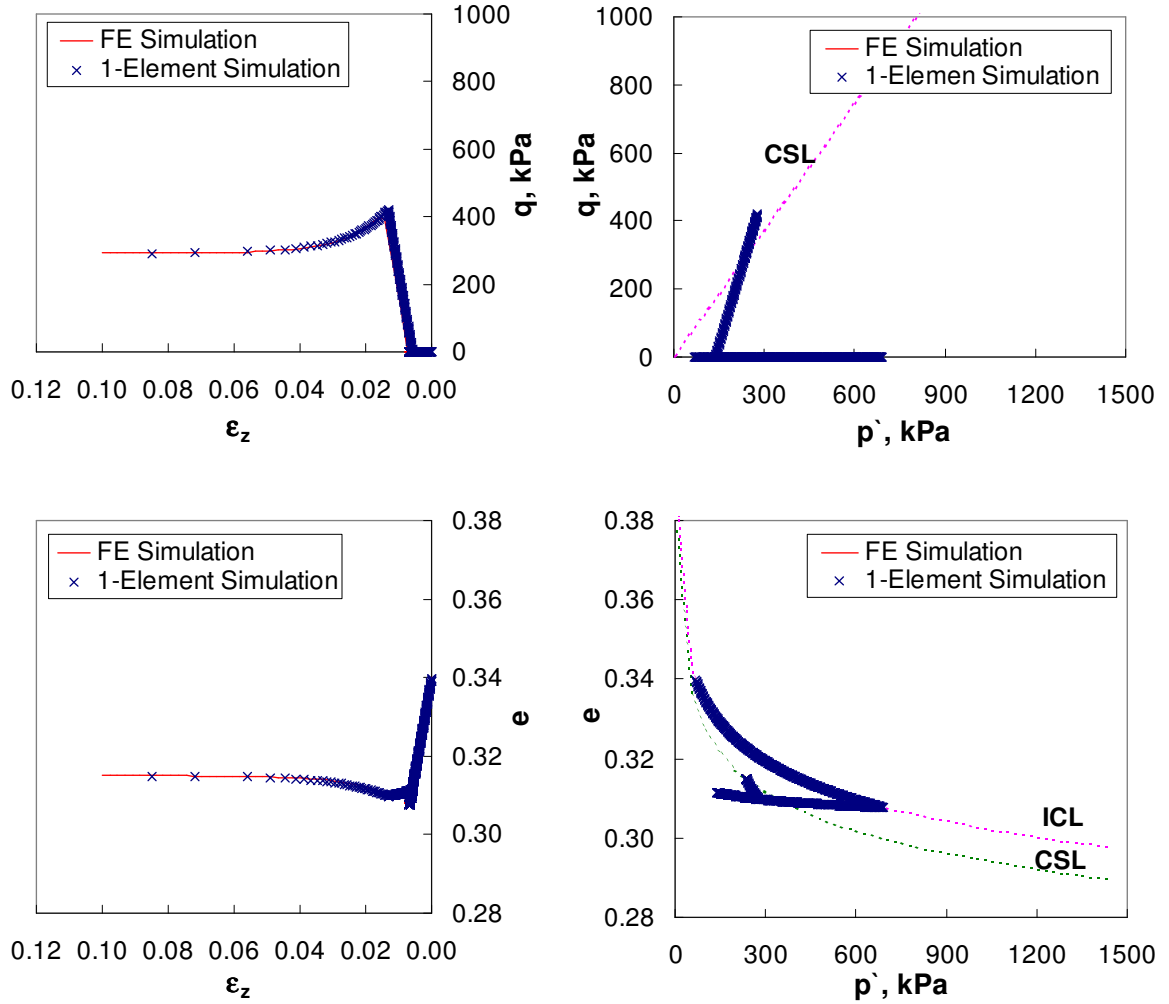 FE Simulation
1-Element Simulation
1000
800
600
400
200
0
q, kPa
0.12 0.10 0.08 0.06 0.04 0.02 0.00
εz
FE Simulation
1-Elemen Simulation
CSL
1000
800
600
400
200
0
q, kPa
0 300 600 900 1200 1500
p`, kPa
FE Simulation
1-Element Simulation
0.38
0.36
0.34
0.32
0.30
0.28
e
0.12 0.10 0.08 0.06 0.04 0.02 0.00
εz
FE Simulation
1-Element Simulation
ICL
CSL
0.38
0.36
0.34
0.32
0.30
0.28
e
0 300 600 900 1200 1500
p`, kPa